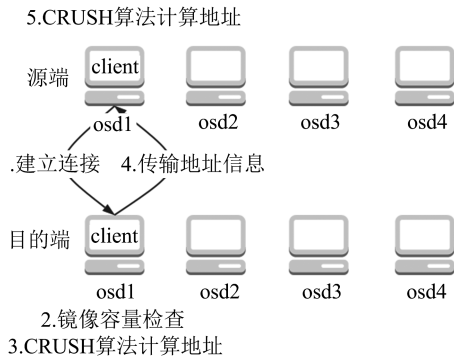 5.CRUSH算法计算地址
源端 client
osd1 osd2 osd3 osd4
.建立连接 4.传输地址信息
目的端 client
osd1 osd2 osd3 osd4
2.镜像容量检查
3.CRUSH算法计算地址